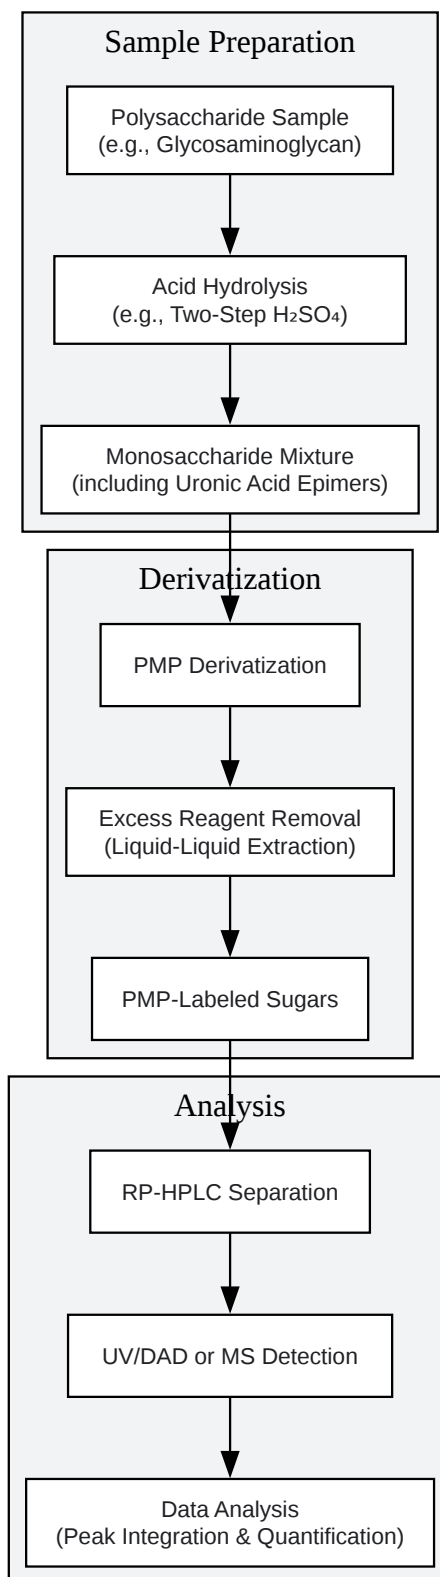 Sample Preparation
Polysaccharide Sample
(e.g., Glycosaminoglycan)
Acid Hydrolysis
(e.g., Two-Step H₂SO₄)
Monosaccharide Mixture
(including Uronic Acid Epimers)
Derivatization
PMP Derivatization
Excess Reagent Removal
(Liquid-Liquid Extraction)
PMP-Labeled Sugars
Analysis
RP-HPLC Separation
UV/DAD or MS Detection
Data Analysis
(Peak Integration & Quantification)